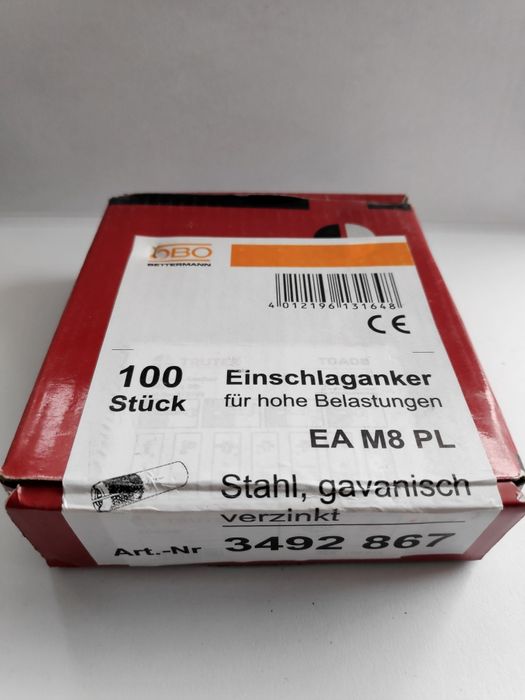 OBO
BETTERMANN
4 012196 131648
CE
100
Stück
Einschlaganker
für hohe Belastungen
EA M8 PL
Stahl, gavanisch
verzinkt
Art.-Nr 3492 867